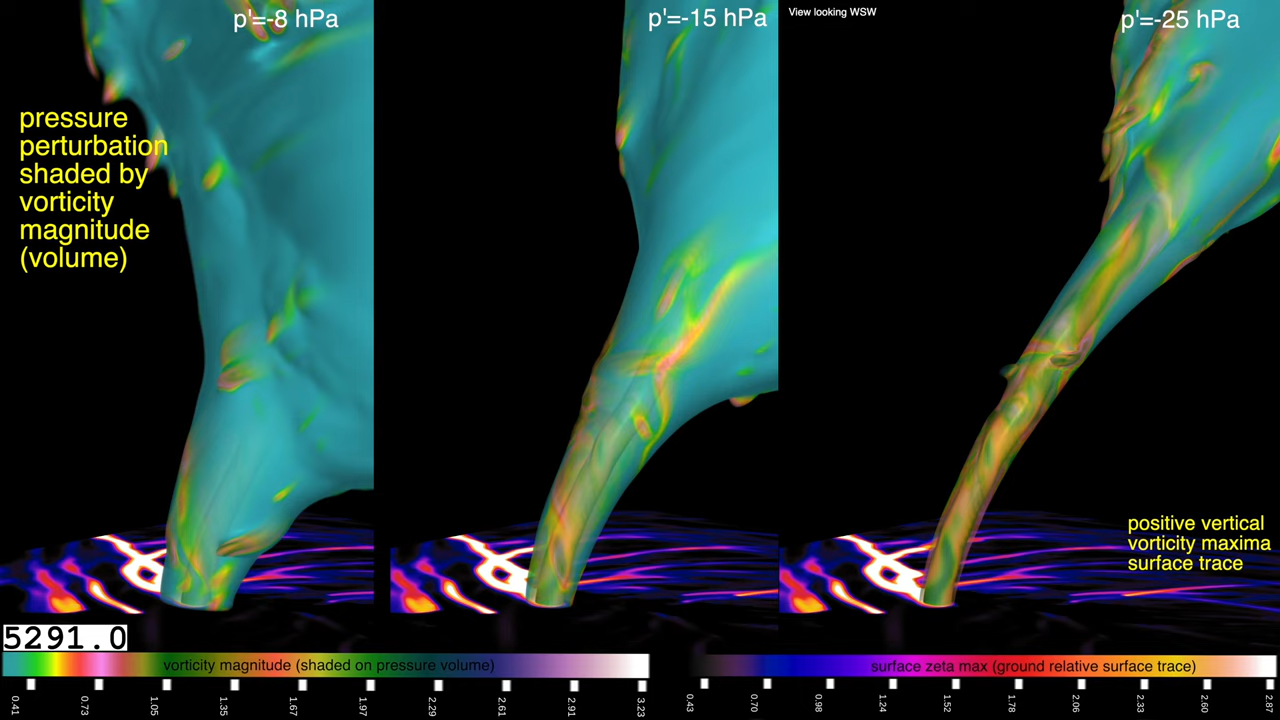 p'=-8 hPa
p'=-15 hPa
View looking WSW
p'=-25 hPa
pressure
perturbation
shaded by
vorticity
magnitude
(volume)
positive vertical
vorticity maxima
surface trace
5291.0
vorticity magnitude (shaded on pressure volume)
surface zeta max (ground relative surface trace)
0.41 0.73 1.05 1.35 1.67 1.97 2.29 2.61 2.91 3.23
0.43 0.70 0.98 1.24 1.52 1.78 2.06 2.33 2.61 2.87